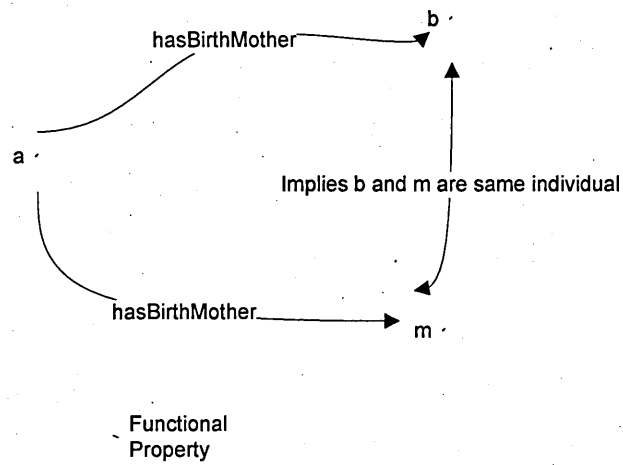 b
hasBirthMother
a
Implies b and m are same individual
hasBirthMother
m
Functional
Property